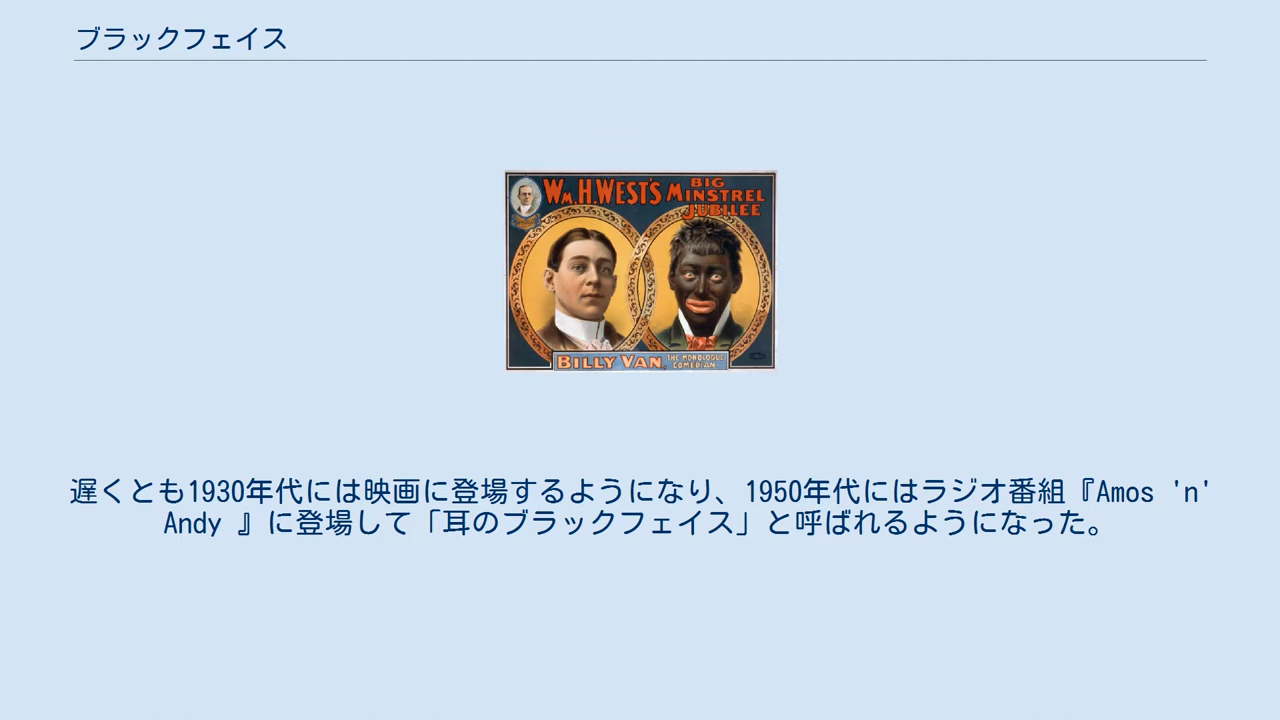 ブラックフェイス
WM. H. WEST'S BIG
MINSTREL
JUBILEE
BILLY VAN, THE MONOLOGUE
COMEDIAN
遅くとも1930年代には映画に登場するようになり、1950年代にはラジオ番組『Amos 'n'
Andy 』に登場して「耳のブラックフェイス」と呼ばれるようになった。